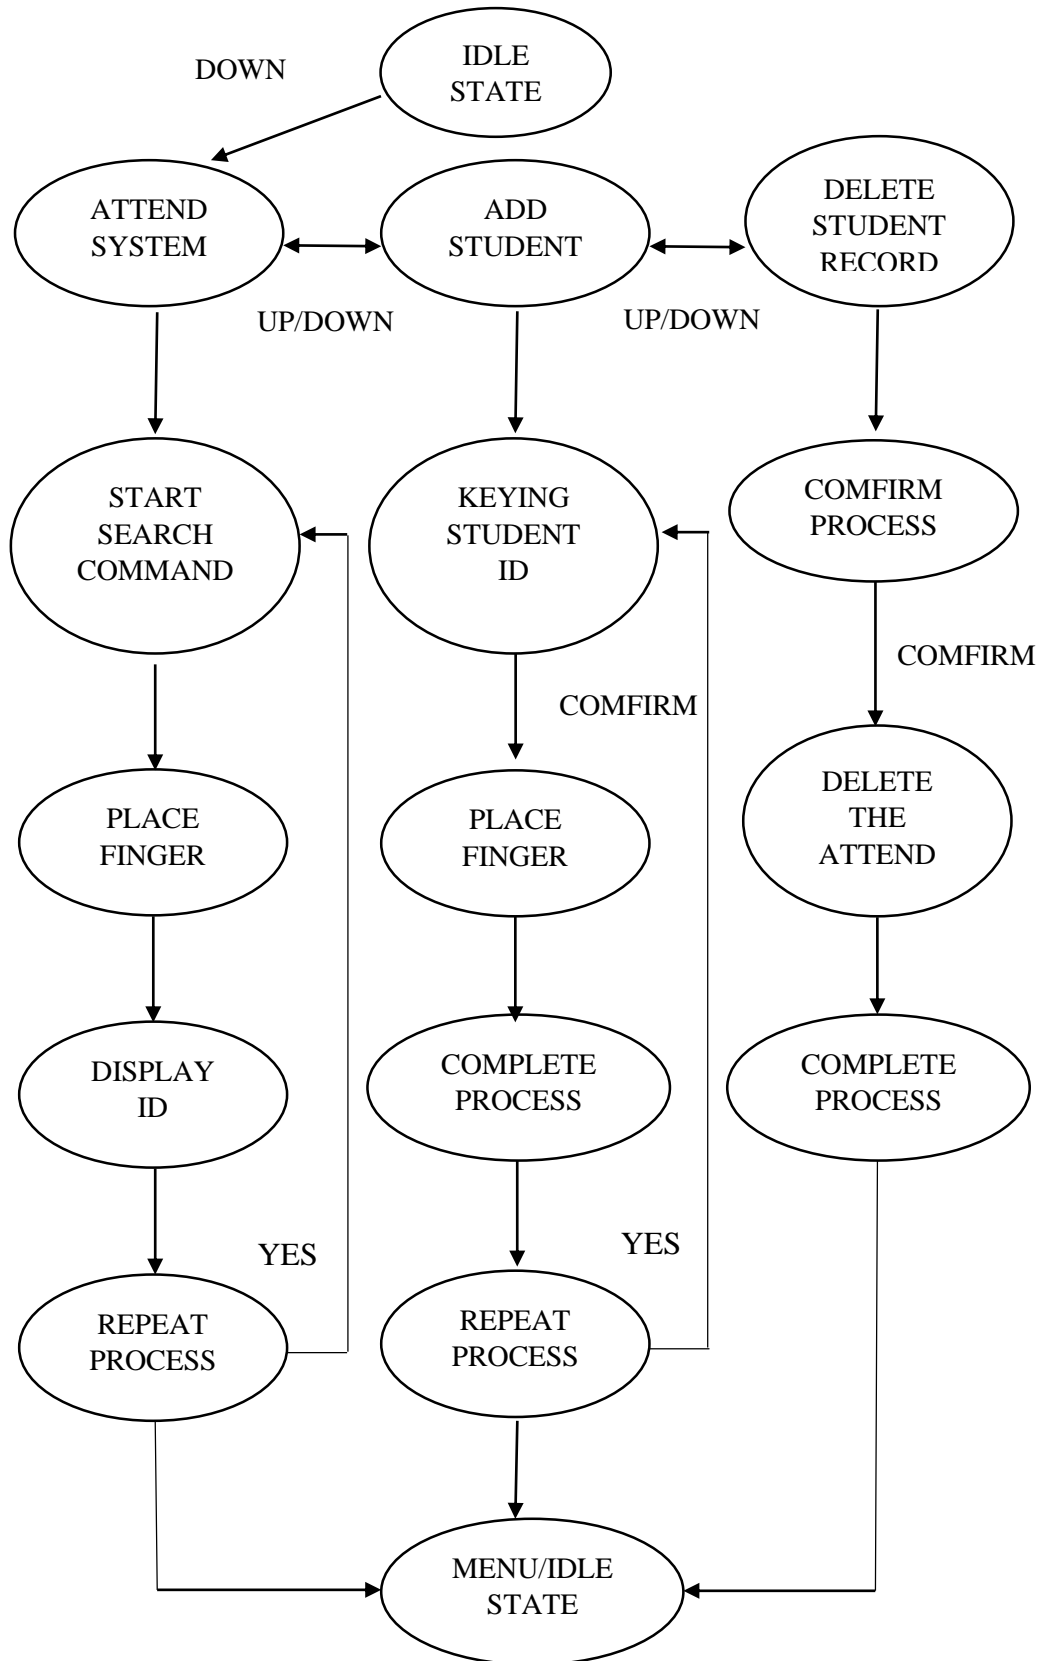 IDLE
STATE
DOWN
ATTEND
SYSTEM
ADD
STUDENT
DELETE
STUDENT
RECORD
UP/DOWN
UP/DOWN
START
SEARCH
COMMAND
KEYING
STUDENT
ID
COMFIRM
PROCESS
COMFIRM
COMFIRM
PLACE
FINGER
PLACE
FINGER
DELETE
THE
ATTEND
DISPLAY
ID
COMPLETE
PROCESS
COMPLETE
PROCESS
YES
YES
REPEAT
PROCESS
REPEAT
PROCESS
MENU/IDLE
STATE